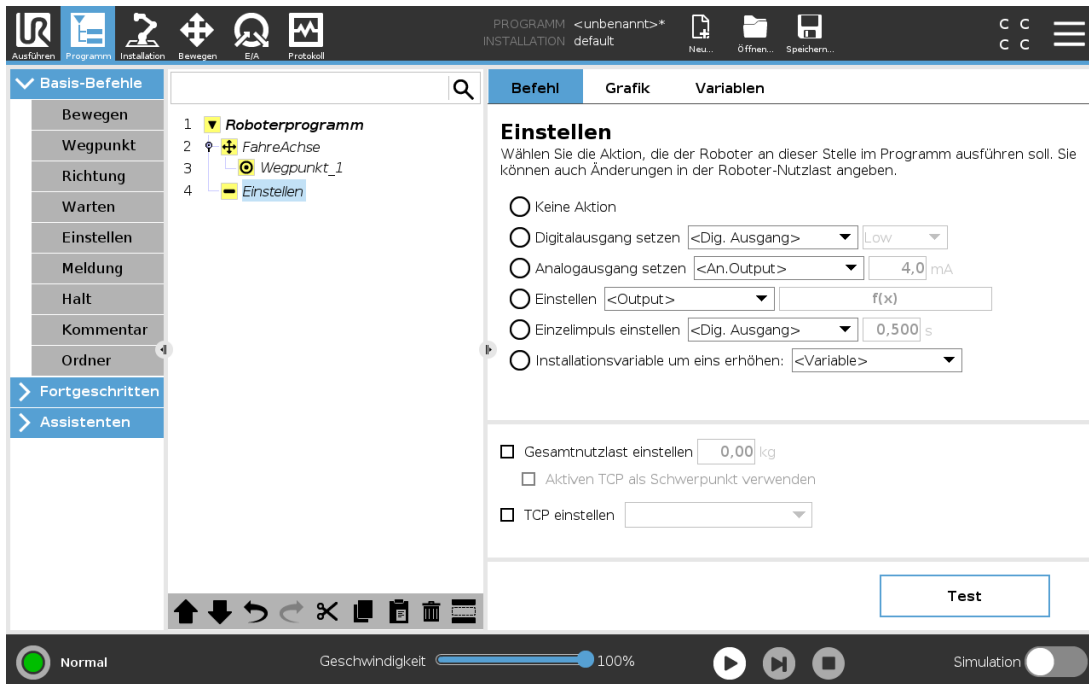 PROGRAMM <unbenannt>*
INSTALLATION default
UR
Ausführen Programm Installation Bewegen E/A Protokoll
Neu... Öffnen... Speichern...
C C
C C
Basis-Befehle
Bewegen
Wegpunkt
Richtung
Warten
Einstellen
Meldung
Halt
Kommentar
Ordner
Fortgeschritten
Assistenten
1 Roboterprogramm
2 FahreAchse
3 Wegpunkt_1
4 Einstellen
Befehl Grafik Variablen
Einstellen
Wählen Sie die Aktion, die der Roboter an dieser Stelle im Programm ausführen soll. Sie
können auch Änderungen in der Roboter-Nutzlast angeben.
Keine Aktion
Digitalausgang setzen <Dig. Ausgang> Low
Analogausgang setzen <An.Output> 4,0 mA
Einstellen <Output> f(x)
Einzelimpuls einstellen <Dig. Ausgang> 0,500 s
Installationsvariable um eins erhöhen: <Variable>
Gesamtnutzlast einstellen 0,00 kg
Aktiven TCP als Schwerpunkt verwenden
TCP einstellen
Test
Normal
Geschwindigkeit 100%
Simulation